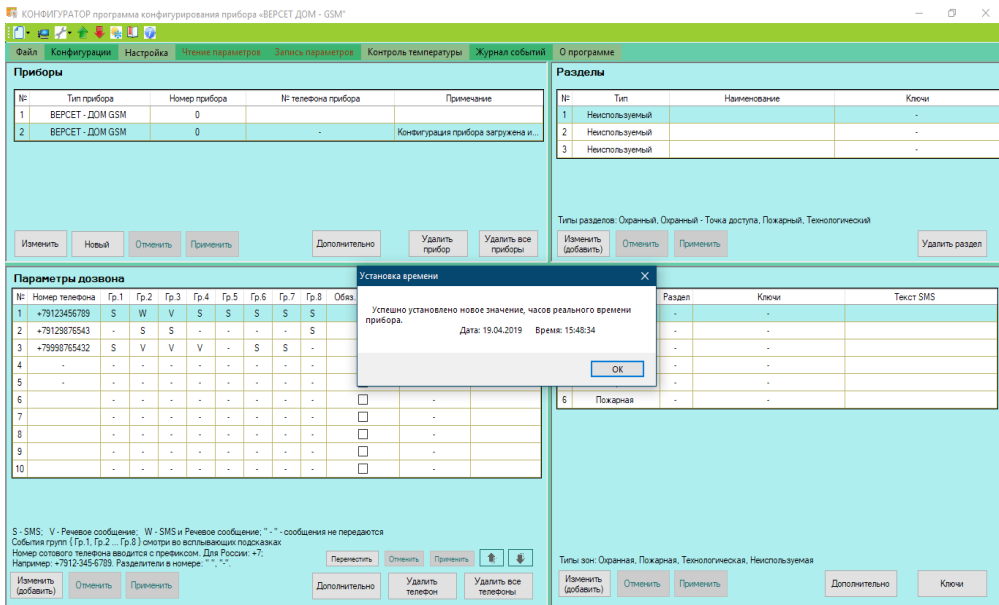 КОНФИГУРАТОР программа конфигурирования прибора «ВЕРСЕТ ДОМ - GSM"
Файл Конфигурации Настройка Чтение параметров Запись параметров Контроль температуры Журнал событий О программе
Приборы
№ Тип прибора Номер прибора № телефона прибора Примечание
1 ВЕРСЕТ - ДОМ GSM 0
2 ВЕРСЕТ - ДОМ GSM 0 - Конфигурация прибора загружена и...
Изменить Новый Отменить Применить Дополнительно Удалить прибор Удалить все приборы
Разделы
№ Тип Наименование Ключи
1 Неиспользуемый -
2 Неиспользуемый -
3 Неиспользуемый -
Типы разделов: Охранный, Охранный - Точка доступа, Пожарный, Технологический
Изменить (добавить) Отменить Применить Удалить раздел
Параметры дозвона
№ Номер телефона Гр.1 Гр.2 Гр.3 Гр.4 Гр.5 Гр.6 Гр.7 Гр.8 Обяз.
1 +79123456789 S W V S S S S S
2 +79129876543 - S S - - - - S
3 +79998765432 S V V V - S S -
4 - - - - - - - - -
5 - - - - - - - - -
6 - - - - - - - - -
7 - - - - - - - - -
8 - - - - - - - - -
9 - - - - - - - - -
10 - - - - - - - - -
S - SMS; V - Речевое сообщение; W - SMS и Речевое сообщение; " - " - сообщения не передаются
События групп { Гр.1, Гр.2 ... Гр.8 } смотри во всплывающих подсказках
Номер сотового телефона вводится с префиксом. Для России: +7;
Например: +7912-345-6789. Разделители в номере: " ", "-".
Переместить Отменить Применить
Изменить (добавить) Отменить Применить Дополнительно Удалить телефон Удалить все телефоны
Установка времени
Успешно установлено новое значение, часов реального времени
прибора.
Дата: 19.04.2019 Время: 15:48:34
OK
Раздел Ключи Текст SMS
- -
- -
- -
- -
- -
6 Пожарная - -
Типы зон: Охранная, Пожарная, Технологическая, Неиспользуемая
Изменить (добавить) Отменить Применить Дополнительно Ключи